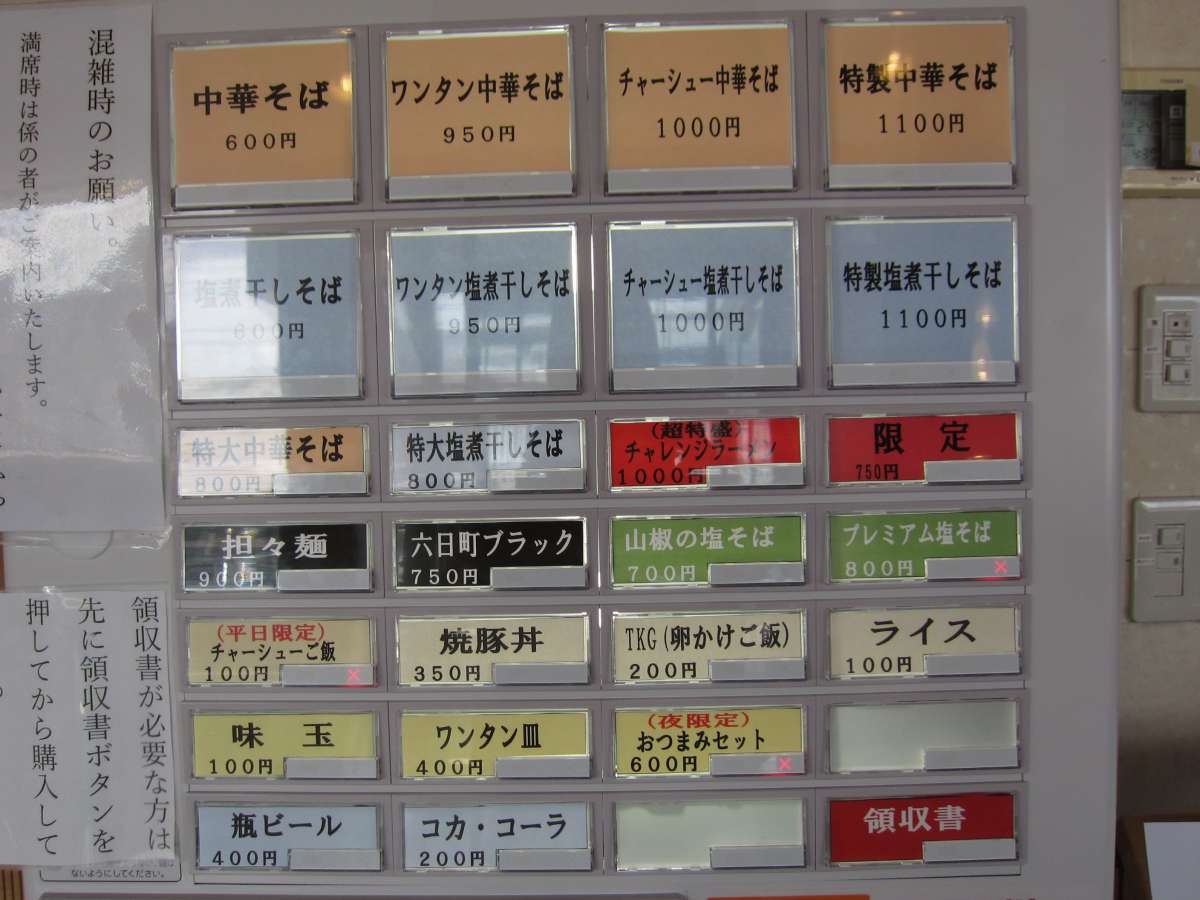 混雑時のお願い。
満席時は係の者がご案内いたします。
領収書が必要な方は
先に領収書ボタンを
押してから購入して
中華そば
600円
ワンタン中華そば
950円
チャーシュー中華そば
1000円
特製中華そば
1100円
塩煮干しそば
600円
ワンタン塩煮干しそば
950円
チャーシュー塩煮干しそば
1000円
特製塩煮干しそば
1100円
特大中華そば
800円
特大塩煮干しそば
800円
(超特盛)
チャレンジラーメン
1000円
限定
750円
担々麺
900円
六日町ブラック
750円
山椒の塩そば
700円
プレミアム塩そば
800円
(平日限定)
チャーシューご飯
100円
焼豚丼
350円
TKG(卵かけご飯)
200円
ライス
100円
味玉
100円
ワンタン皿
400円
(夜限定)
おつまみセット
600円
瓶ビール
400円
コカ・コーラ
200円
領収書
ないようにしてください。